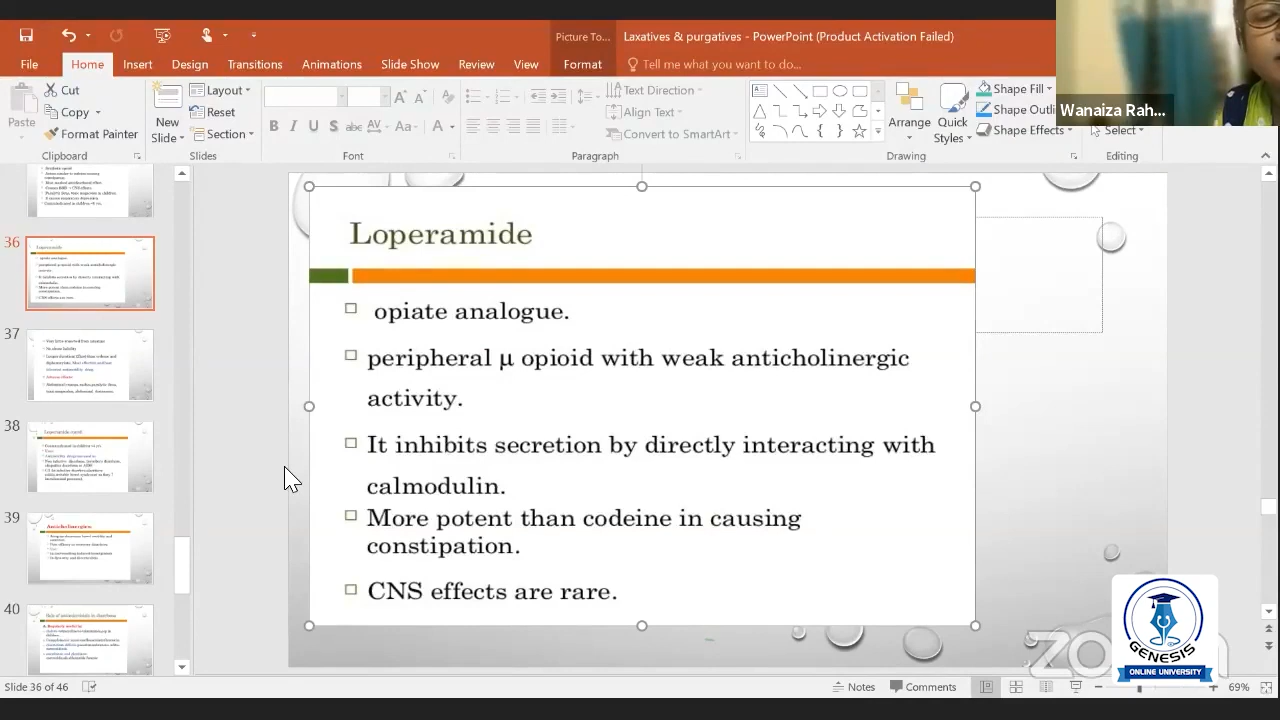 Picture To...
Laxatives & purgatives - PowerPoint (Product Activation Failed)
File Home Insert Design Transitions Animations Slide Show Review View Format Tell me what you want to do...
Paste
Cut
Copy
Format Painter
Clipboard
New Slide
Layout
Reset
Section
Slides
Font
Text Direction
Align Text
Convert to SmartArt
Paragraph
Arrange
Quick Styles
Drawing
Shape Fill
Shape Outli
Shape Effects
Select
Editing
Wanaiza Rah...
36
37
38
39
40
Loperamide
opiate analogue.
peripheral μ opioid with weak anticholinergic
activity.
It inhibits secretion by directly interacting with
calmodulin.
More potent than codeine in causing
constipation.
CNS effects are rare.
GENESIS
ONLINE UNIVERSITY
Slide 36 of 46
Notes
Comments
69%